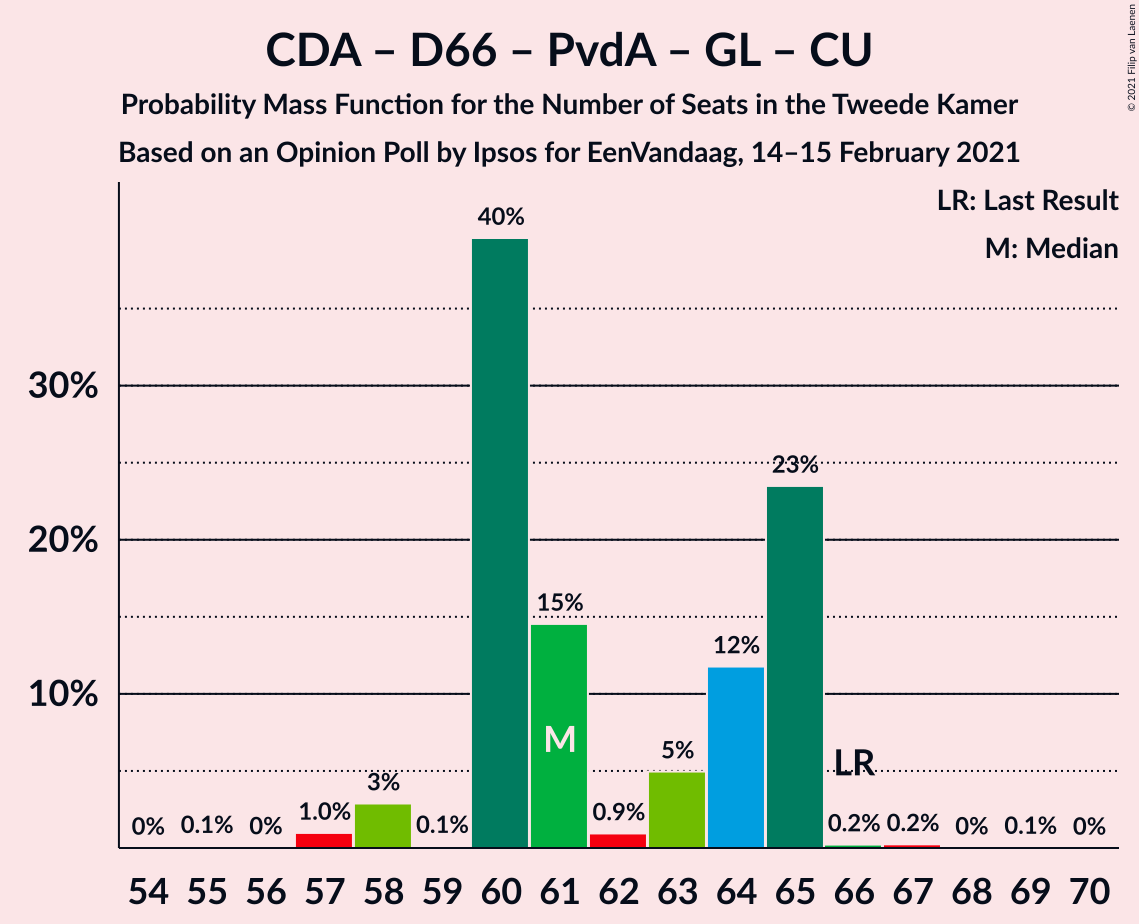 CDA – D66 – PvdA – GL – CU
Probability Mass Function for the Number of Seats in the Tweede Kamer
Based on an Opinion Poll by Ipsos for EenVandaag, 14–15 February 2021
© 2021 Filip van Laenen
LR: Last Result
M: Median
40%
30%
23%
20%
15%
12%
10%
M
5%
LR
3%
0% 0.1% 0% 1.0% 0.1% 0.9% 0.2% 0.2% 0% 0.1% 0%
54 55 56 57 58 59 60 61 62 63 64 65 66 67 68 69 70